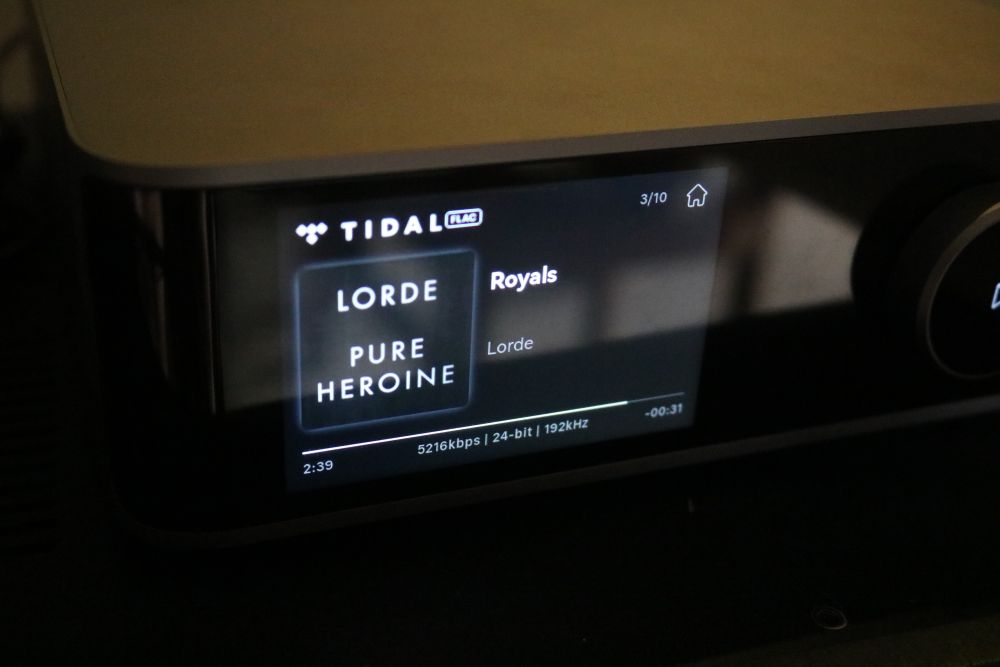 TIDAL FLAC
3/10
LORDE
PURE
HEROINE
Royals
Lorde
2:39
5216kbps | 24-bit | 192kHz
-00:31